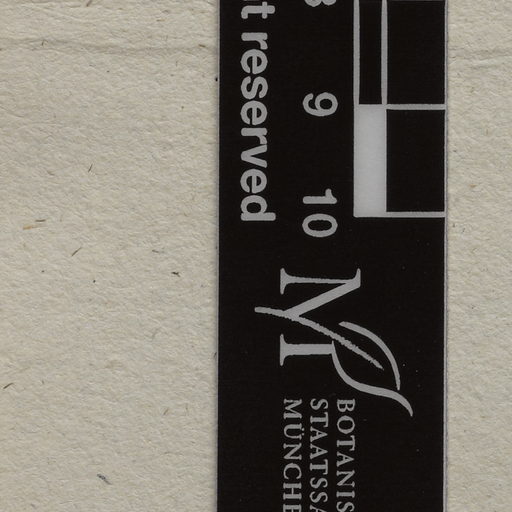 t reserved
8 9 10
M
BOTANIS
STAATSSA
MÜNCHE